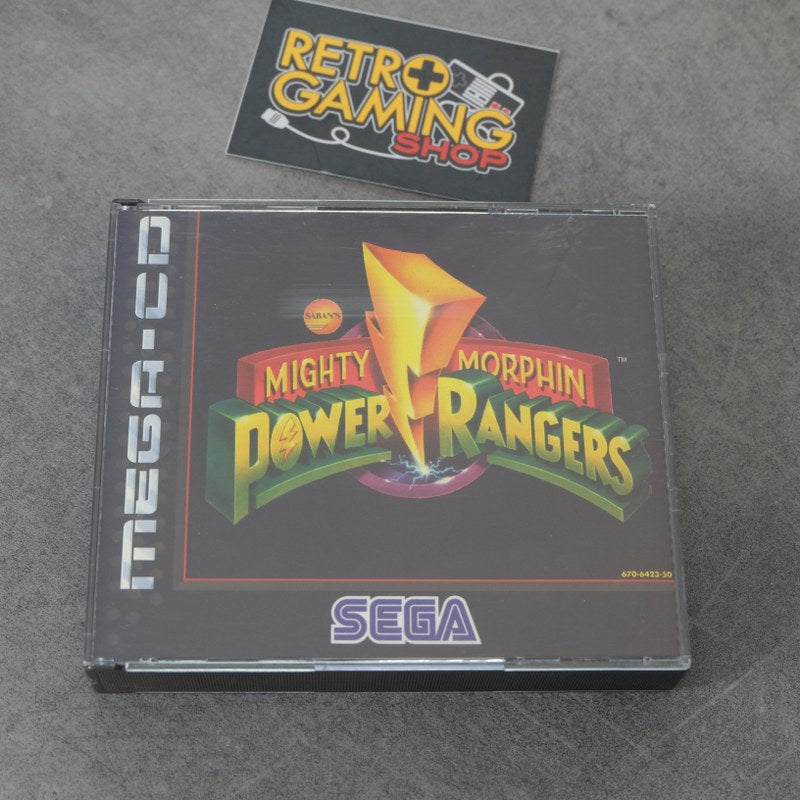 RETRO
GAMING
SHOP
MEGA-CD
SABAN'S
MIGHTY MORPHIN
TM
POWER RANGERS
670-6423-50
SEGA